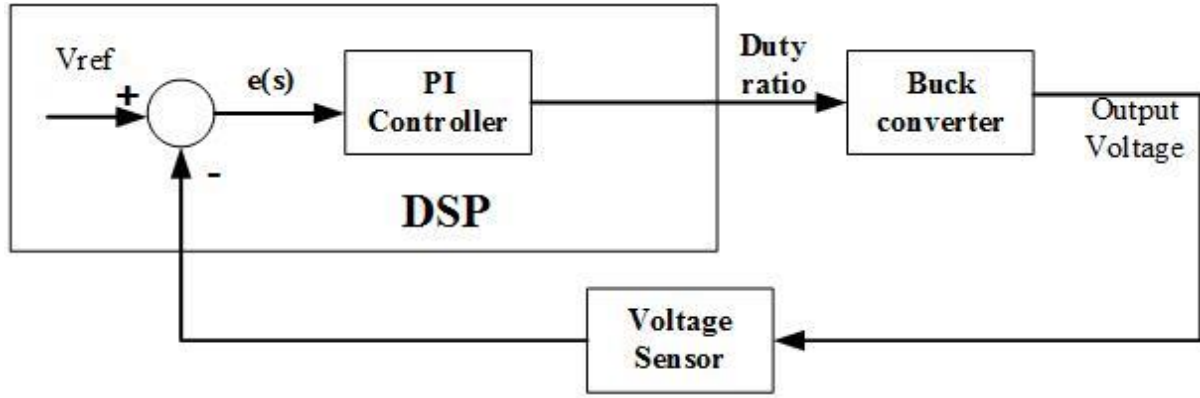 Vref
+
-
e(s)
PI
Controller
DSP
Duty
ratio
Buck
converter
Output
Voltage
Voltage
Sensor